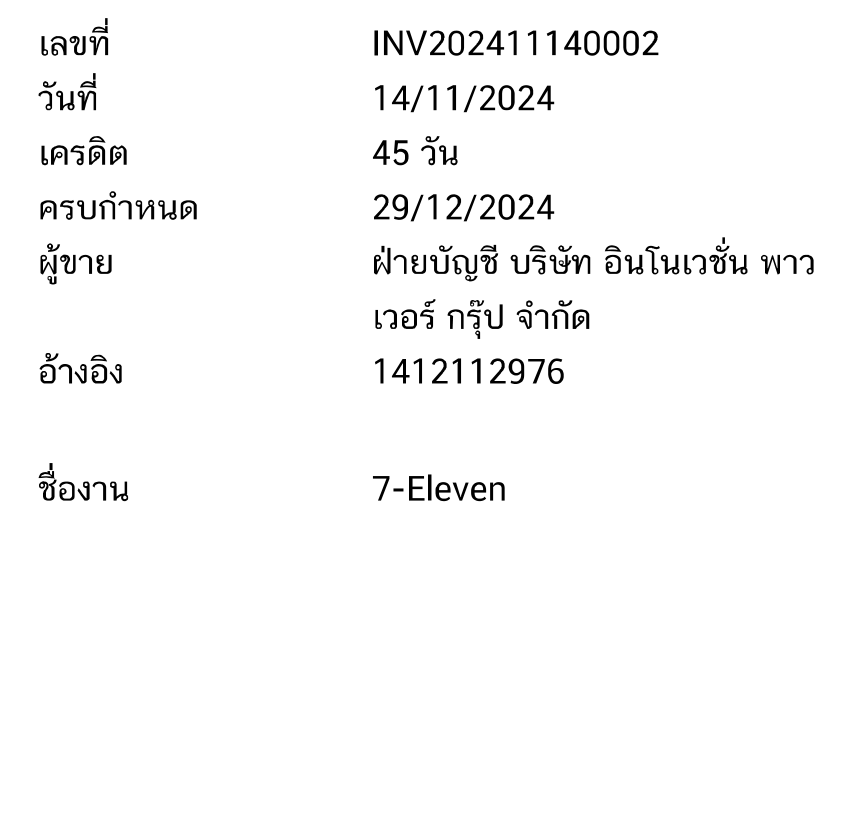 เลขที่ INV202411140002
วันที่ 14/11/2024
เครดิต 45 วัน
ครบกำหนด 29/12/2024
ผู้ขาย ฝ่ายบัญชี บริษัท อินโนเวชั่น พาว
เวอร์ กรุ๊ป จำกัด
อ้างอิง 1412112976
ชื่องาน 7-Eleven